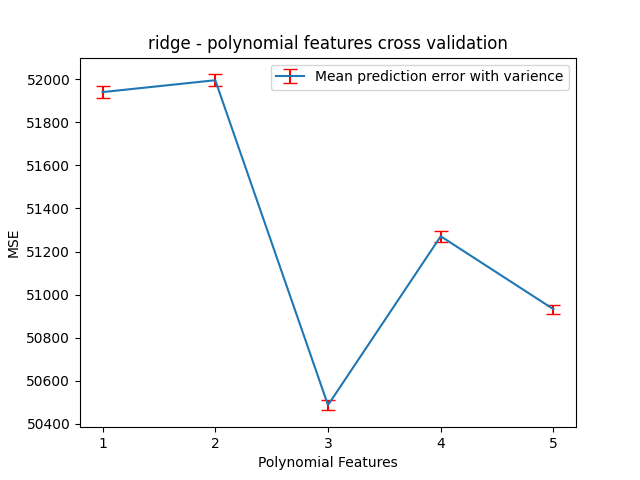 ridge - polynomial features cross validation
Mean prediction error with varience
52000
51800
51600
51400
51200
51000
50800
50600
50400
MSE
1 2 3 4 5
Polynomial Features